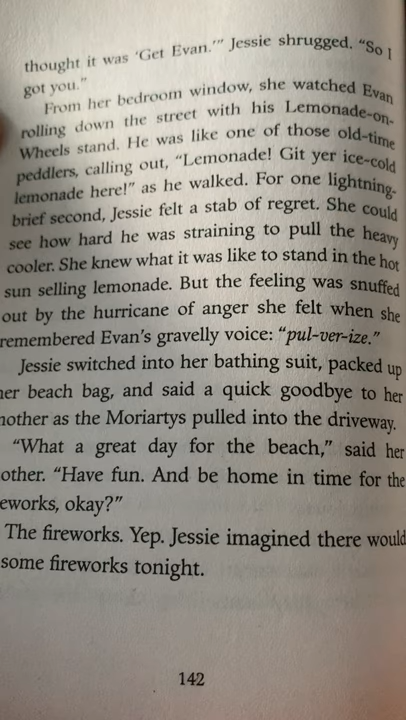 thought it was ‘Get Evan.’” Jessie shrugged. “So I
got you.”
From her bedroom window, she watched Evan
rolling down the street with his Lemonade-on-
Wheels stand. He was like one of those old-time
peddlers, calling out, “Lemonade! Git yer ice-cold
lemonade here!” as he walked. For one lightning-
brief second, Jessie felt a stab of regret. She could
see how hard he was straining to pull the heavy
cooler. She knew what it was like to stand in the hot
sun selling lemonade. But the feeling was snuffed
out by the hurricane of anger she felt when she
remembered Evan’s gravelly voice: “pul-ver-ize.”
Jessie switched into her bathing suit, packed up
her beach bag, and said a quick goodbye to her
mother as the Moriartys pulled into the driveway.
“What a great day for the beach,” said her
other. “Have fun. And be home in time for the
eworks, okay?”
The fireworks. Yep. Jessie imagined there would
some fireworks tonight.
142